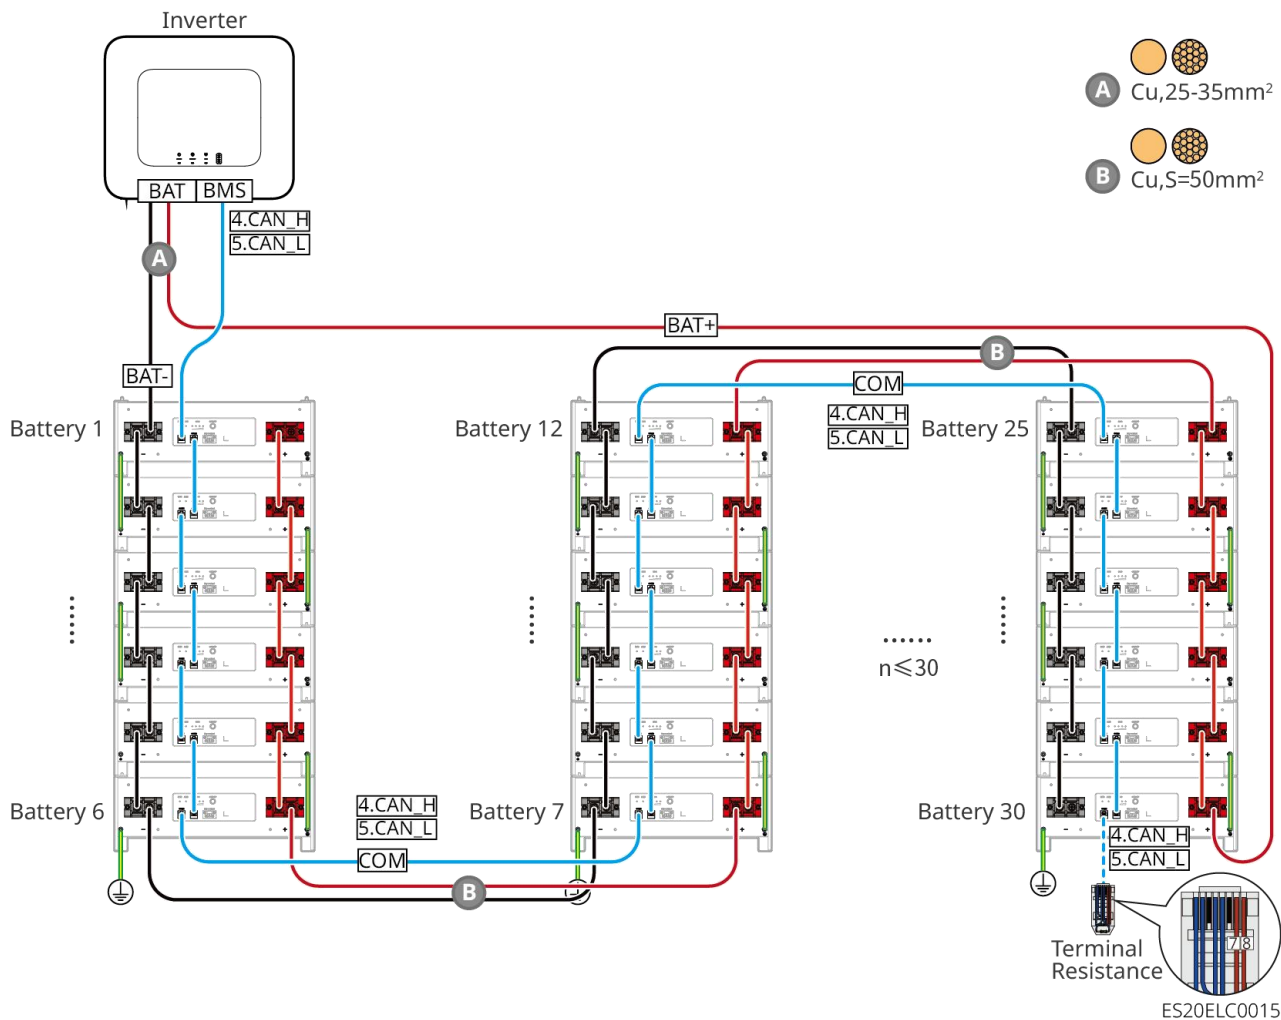 Inverter
A
Cu,25-35mm²
B
Cu,S=50mm²
BAT
BMS
4.CAN_H
5.CAN_L
A
BAT+
BAT-
B
COM
4.CAN_H
5.CAN_L
Battery 1
Battery 12
Battery 25
n≤30
Battery 6
Battery 7
Battery 30
4.CAN_H
5.CAN_L
COM
B
4.CAN_H
5.CAN_L
Terminal
Resistance
7 8
ES20ELC0015